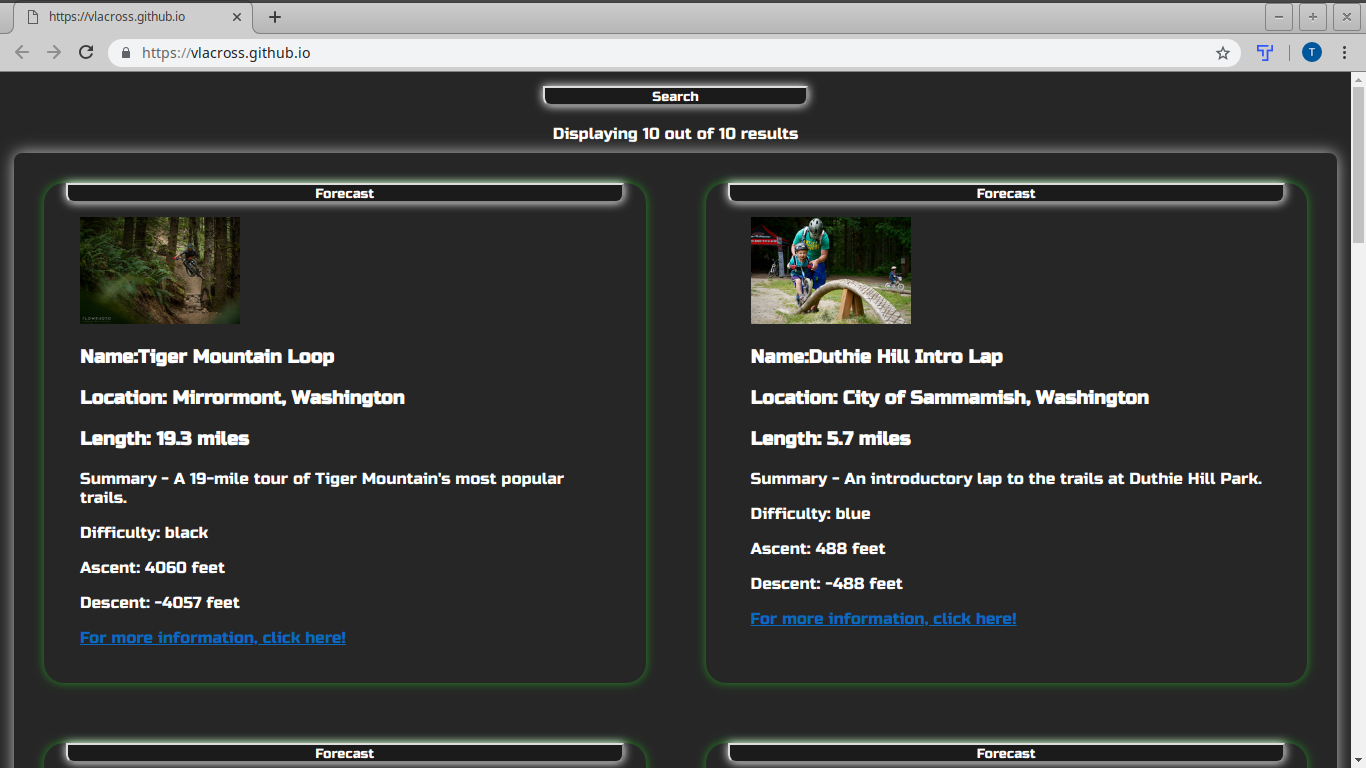 https://vlacross.github.io
https://vlacross.github.io
T
Search
Displaying 10 out of 10 results
Forecast
Name:Tiger Mountain Loop
Location: Mirrormont, Washington
Length: 19.3 miles
Summary - A 19-mile tour of Tiger Mountain's most popular
trails.
Difficulty: black
Ascent: 4060 feet
Descent: -4057 feet
For more information, click here!
Forecast
Name:Duthie Hill Intro Lap
Location: City of Sammamish, Washington
Length: 5.7 miles
Summary - An introductory lap to the trails at Duthie Hill Park.
Difficulty: blue
Ascent: 488 feet
Descent: -488 feet
For more information, click here!
Forecast
Forecast